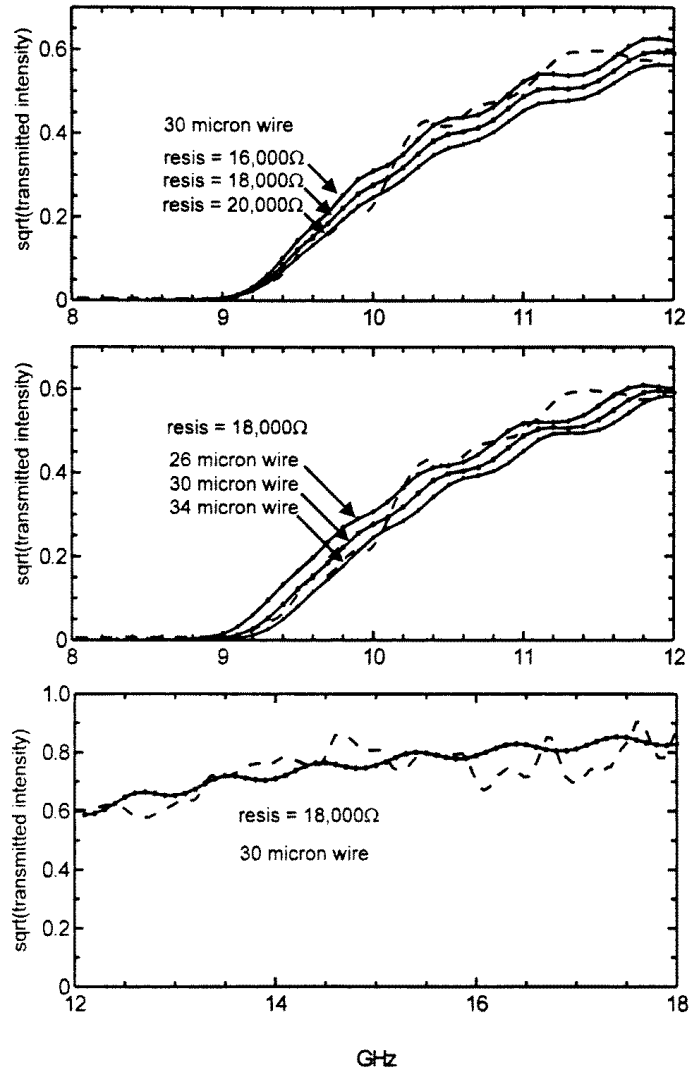 sqrt(transmitted intensity)
0.6
0.4
0.2
0
30 micron wire
resis = 16,000Ω
resis = 18,000Ω
resis = 20,000Ω
8
9
10
11
12
sqrt(transmitted intensity)
0.6
0.4
0.2
0
resis = 18,000Ω
26 micron wire
30 micron wire
34 micron wire
8
9
10
11
12
sqrt(transmitted intensity)
1.0
0.8
0.6
0.4
0.2
0
resis = 18,000Ω
30 micron wire
12
14
16
18
GHz